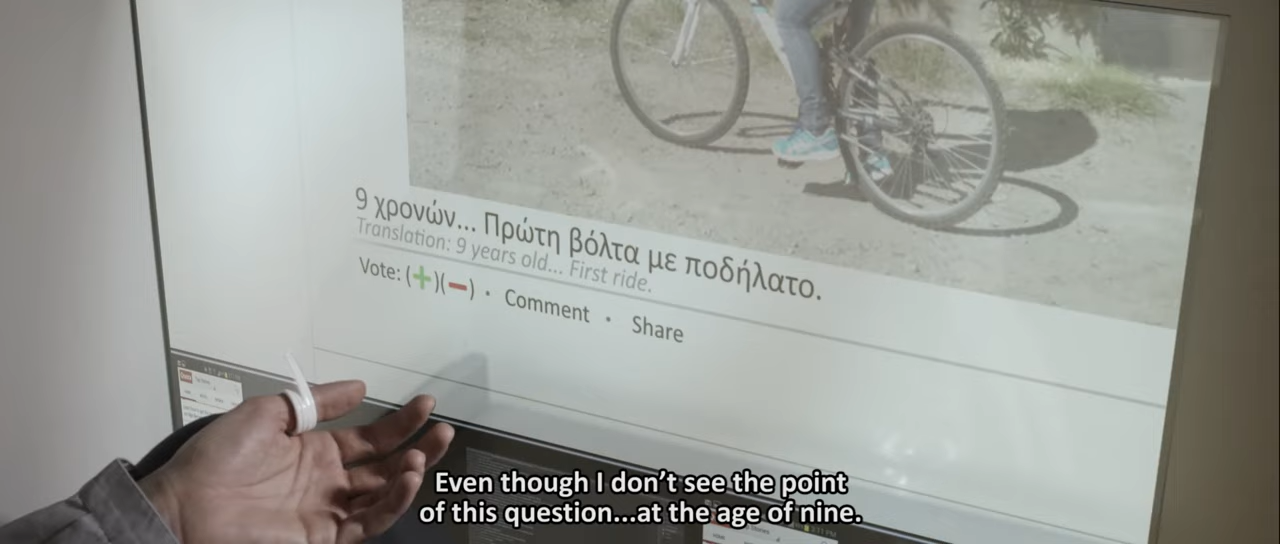 9 χρονών... Πρώτη βόλτα με ποδήλατο.
Translation: 9 years old... First ride.
Vote: (+)(−) · Comment · Share
Even though I don't see the point
of this question...at the age of nine.